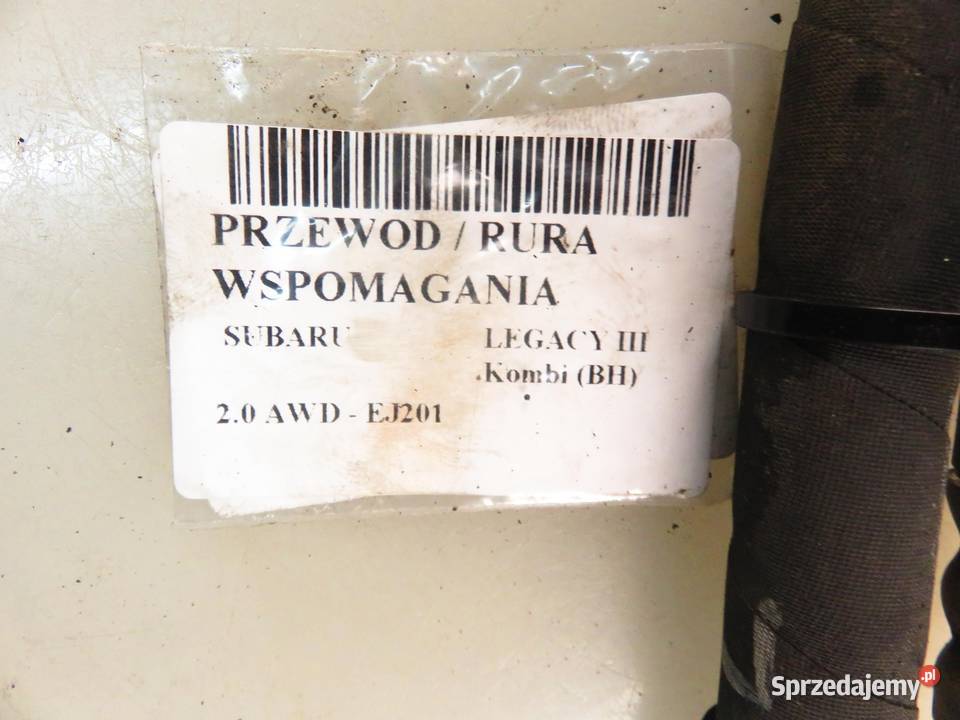 PRZEWOD / RURA
WSPOMAGANIA
SUBARU LEGACY III
Kombi (BH)
2.0 AWD - EJ201
Sprzedajemy.pl